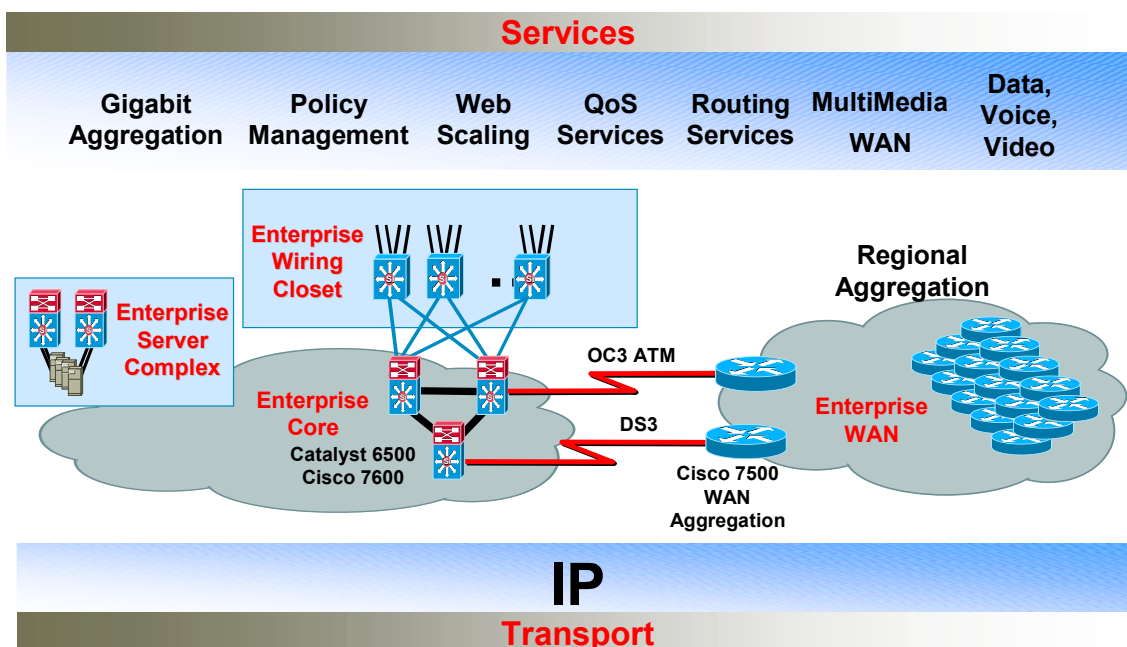 Services
Gigabit
Aggregation
Policy
Management
Web
Scaling
QoS
Services
Routing
Services
MultiMedia
WAN
Data,
Voice,
Video
Enterprise
Wiring
Closet
Enterprise
Server
Complex
Regional
Aggregation
OC3 ATM
Enterprise
Core
Catalyst 6500
Cisco 7600
DS3
Enterprise
WAN
Cisco 7500
WAN
Aggregation
IP
Transport